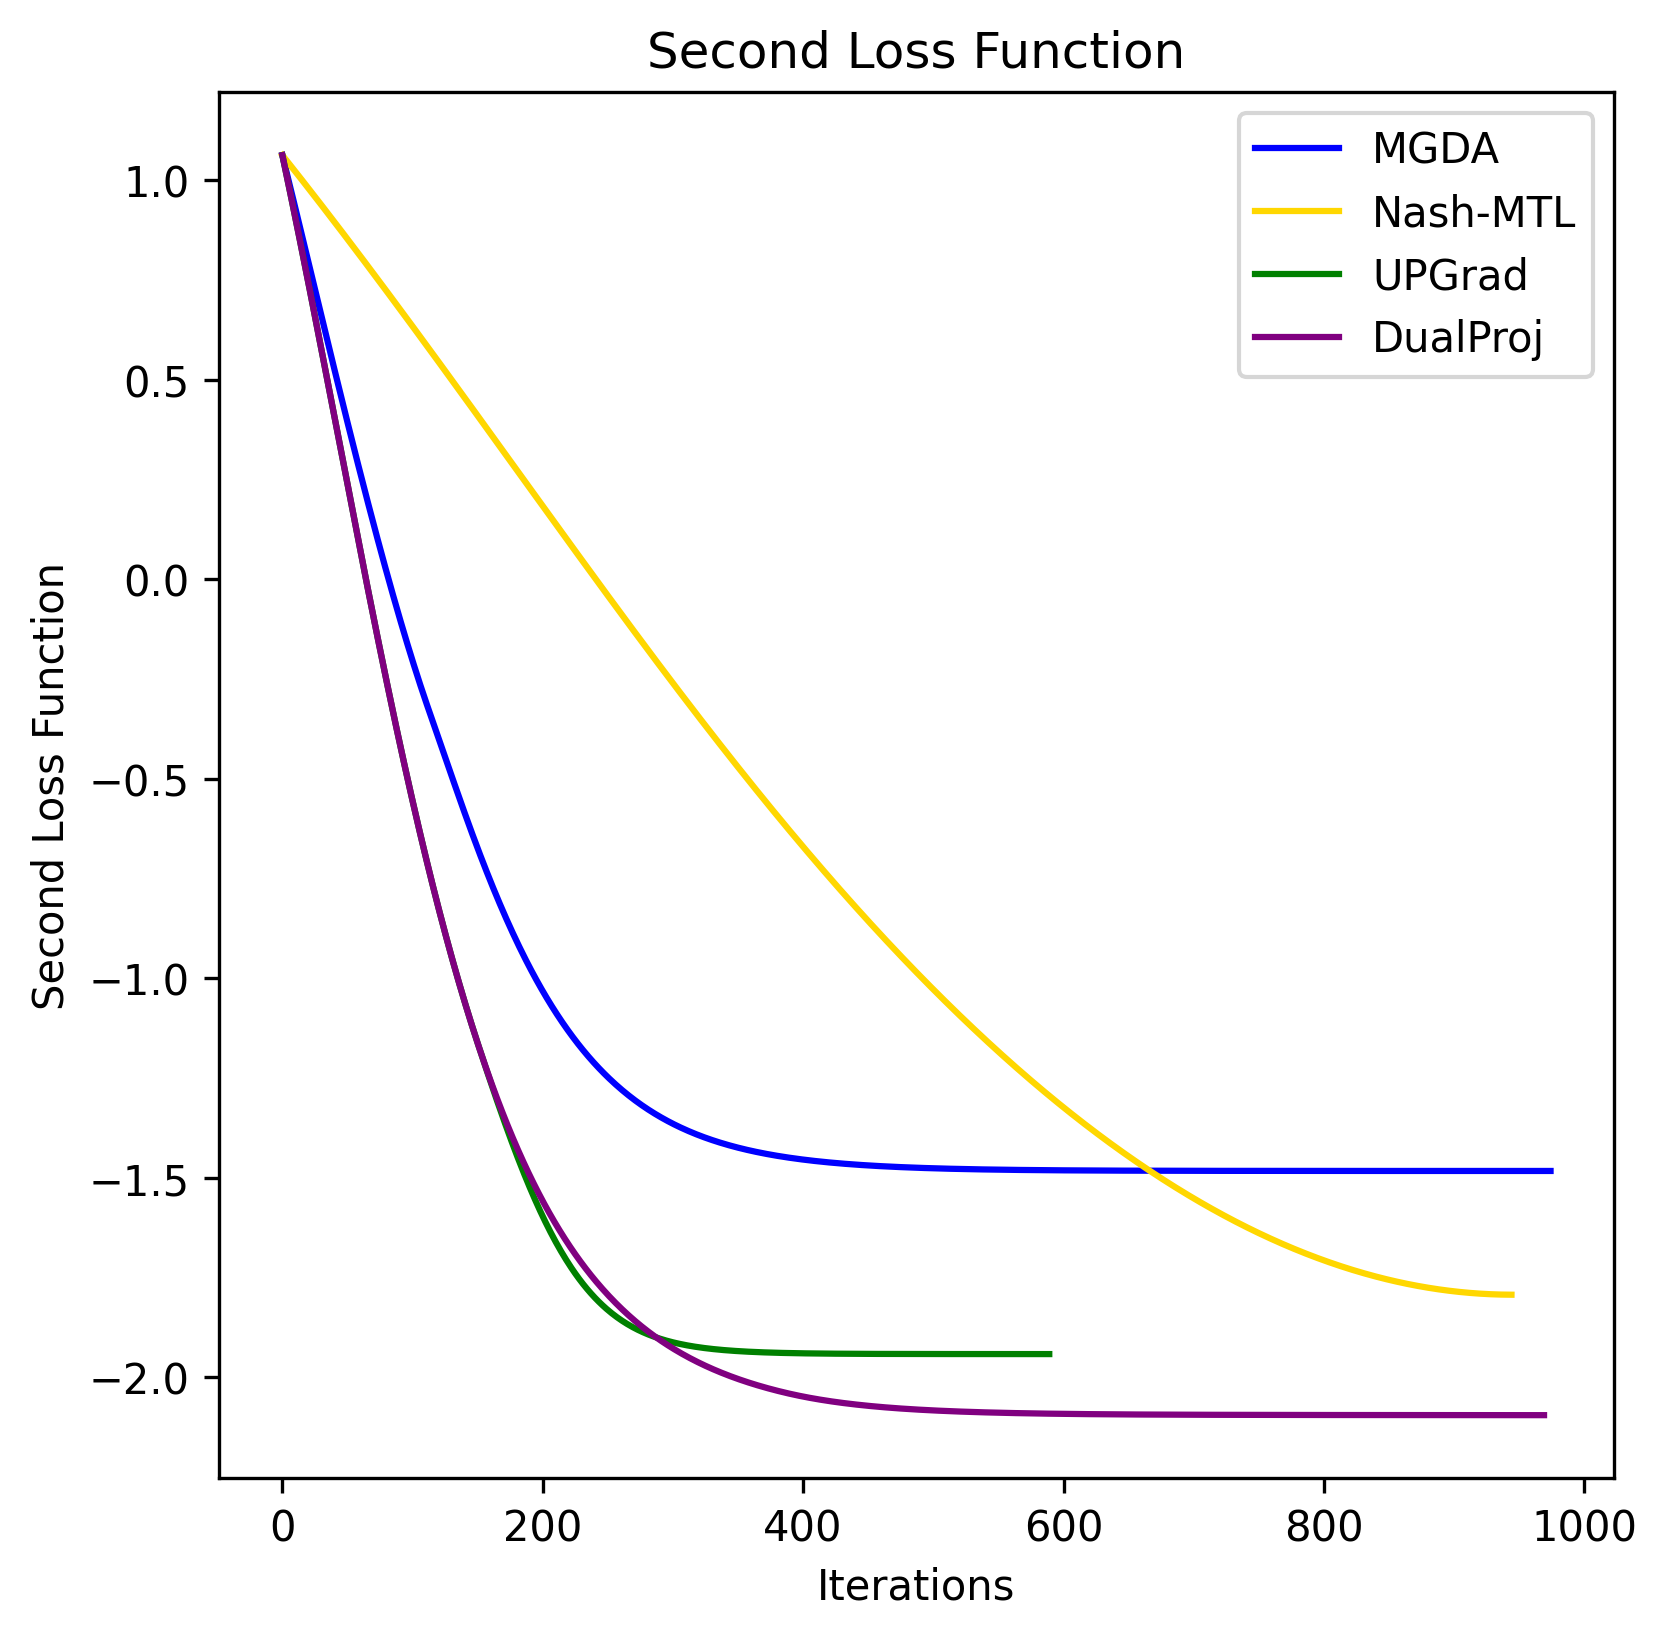 Second Loss Function
MGDA
Nash-MTL
UPGrad
DualProj
Second Loss Function
1.0
0.5
0.0
−0.5
−1.0
−1.5
−2.0
0
200
400
600
800
1000
Iterations